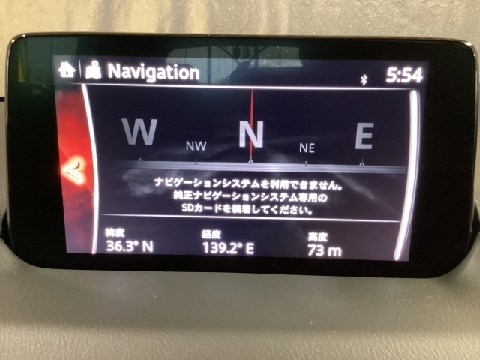 Navigation
5:54
W NW N NE E
ナビゲーションシステムを利用できません。
純正ナビゲーションシステム専用の
SDカードを装着してください。
緯度 経度 高度
36.3° N 139.2° E 73 m